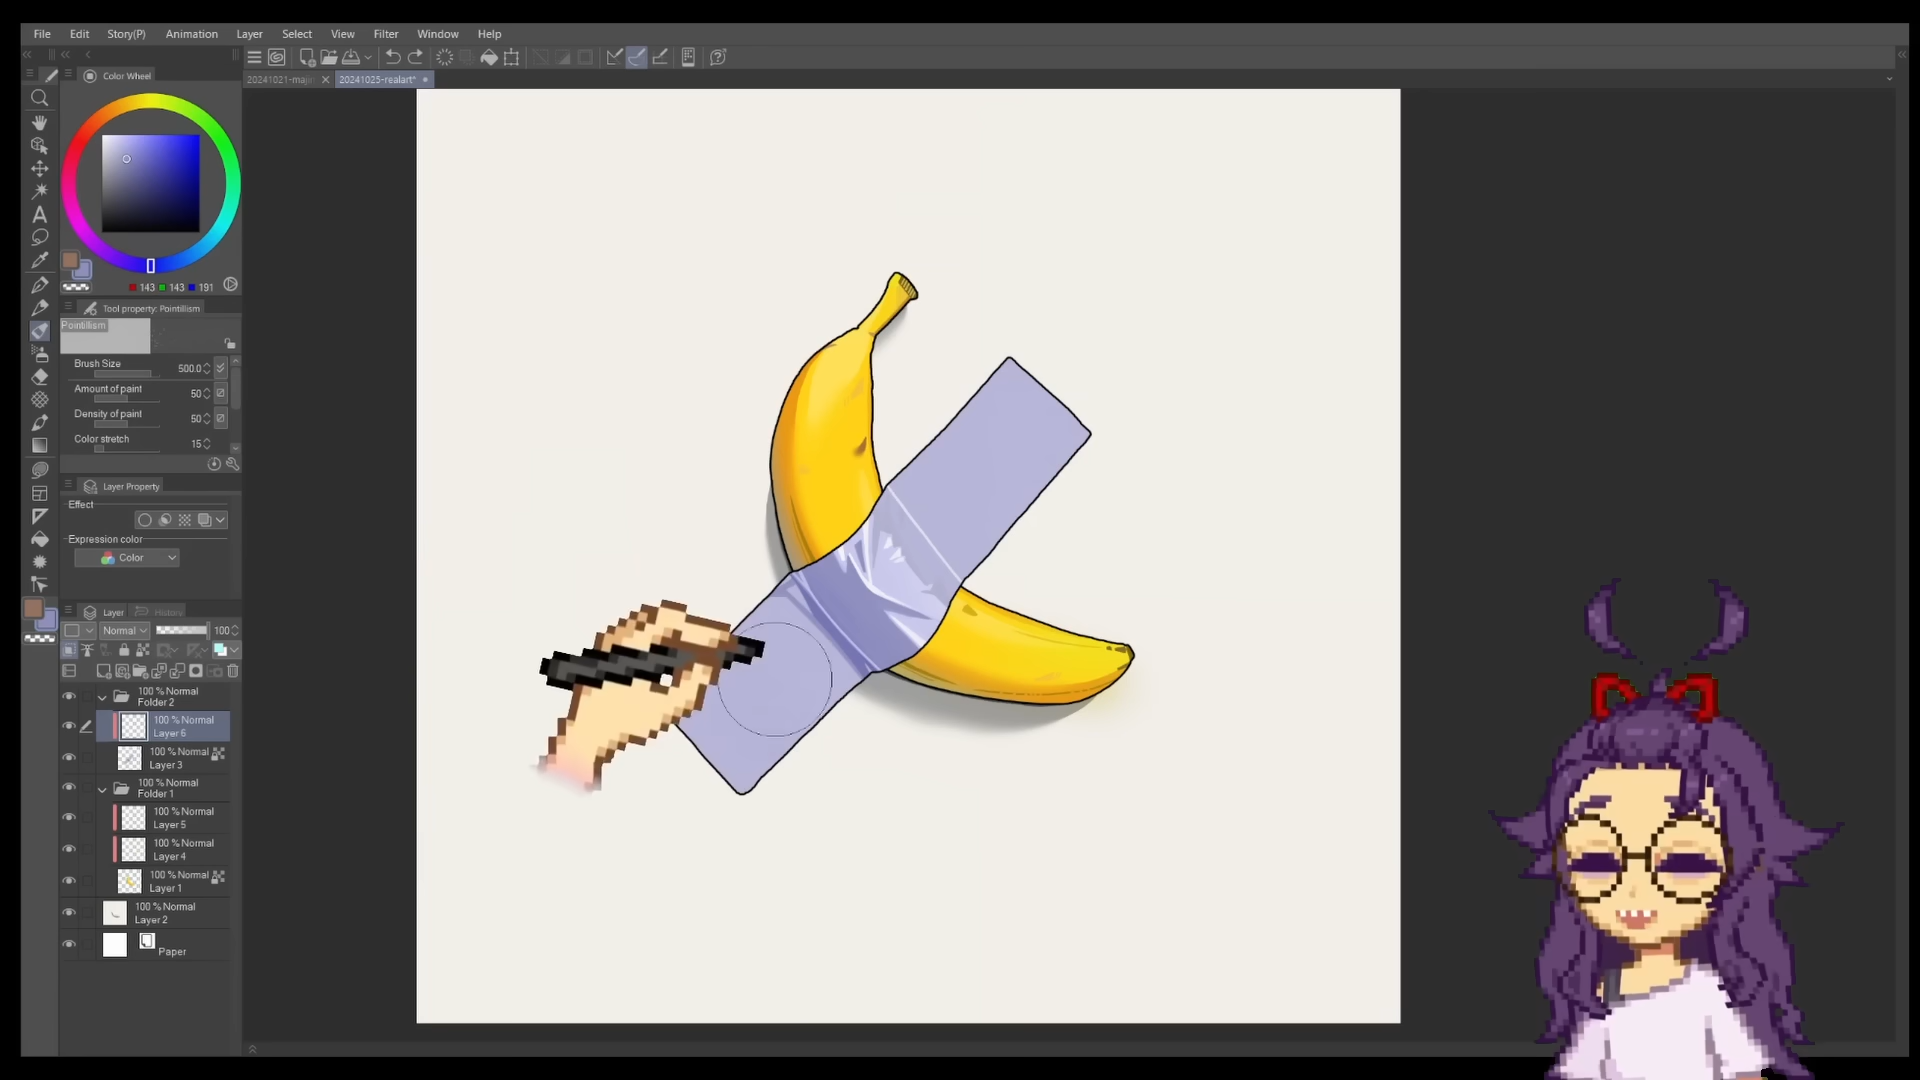 File Edit Story(P) Animation Layer Select View Filter Window Help
Color Wheel
20241021-majin
20241025-realart*
143 143 191
Tool property: Pointillism
Pointillism
Brush Size 500.0
Amount of paint 50
Density of paint 50
Color stretch 15
Layer Property
Effect
Expression color
Color
Layer History
Normal 100
100 % Normal
Folder 2
100 % Normal
Layer 6
100 % Normal
Layer 3
100 % Normal
Folder 1
100 % Normal
Layer 5
100 % Normal
Layer 4
100 % Normal
Layer 1
100 % Normal
Layer 2
Paper